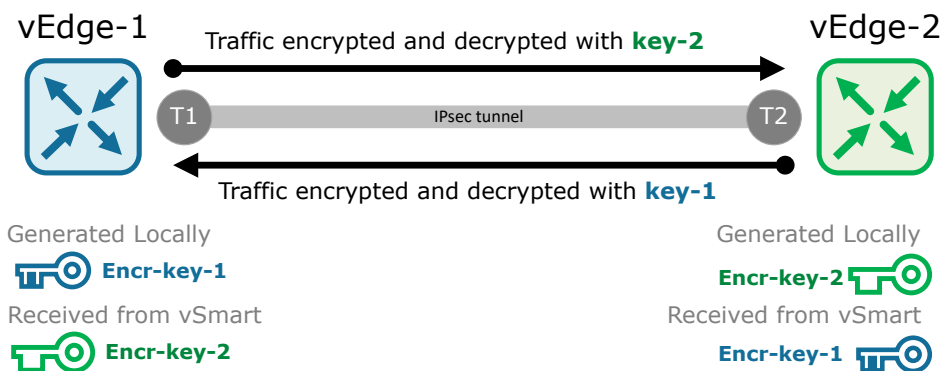 vEdge-1
vEdge-2
Traffic encrypted and decrypted with key-2
T1
IPsec tunnel
T2
Traffic encrypted and decrypted with key-1
Generated Locally
Encr-key-1
Received from vSmart
Encr-key-2
Generated Locally
Encr-key-2
Received from vSmart
Encr-key-1